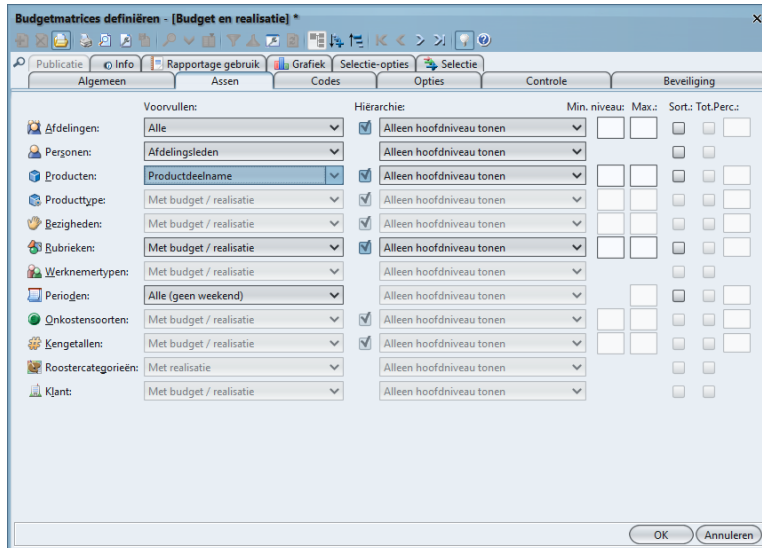 Budgetmatrices definiëren - [Budget en realisatie] *
Publicatie Info Rapportage gebruik Grafiek Selectie-opties Selectie
Algemeen Assen Codes Opties Controle Beveiliging
Voorvullen: Hiërarchie: Min. niveau: Max.: Sort.: Tot.Perc.:
Afdelingen: Alle Alleen hoofdniveau tonen
Personen: Afdelingsleden Alleen hoofdniveau tonen
Producten: Productdeelname Alleen hoofdniveau tonen
Producttype: Met budget / realisatie Alleen hoofdniveau tonen
Bezigheden: Met budget / realisatie Alleen hoofdniveau tonen
Rubrieken: Met budget / realisatie Alleen hoofdniveau tonen
Werknemertypen: Met budget / realisatie Alleen hoofdniveau tonen
Perioden: Alle (geen weekend) Alleen hoofdniveau tonen
Onkostensoorten: Met budget / realisatie Alleen hoofdniveau tonen
Kengetallen: Met budget / realisatie Alleen hoofdniveau tonen
Roostercategorieën: Met realisatie Alleen hoofdniveau tonen
Klant: Met budget / realisatie Alleen hoofdniveau tonen
OK Annuleren